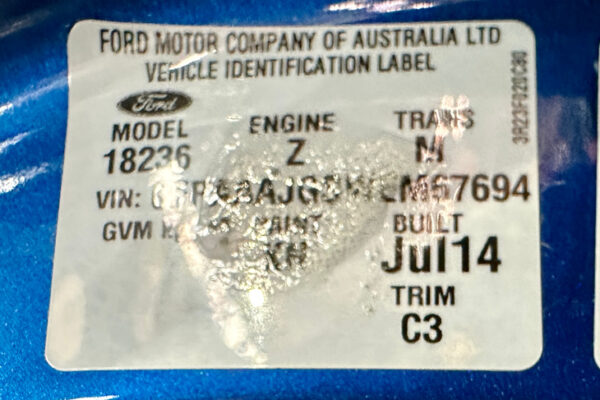 FORD MOTOR COMPANY OF AUSTRALIA LTD
VEHICLE IDENTIFICATION LABEL
Ford
MODEL ENGINE TRANS
18236 Z M
VIN:
GVM PAINT BUILT
Jul14
TRIM
C3